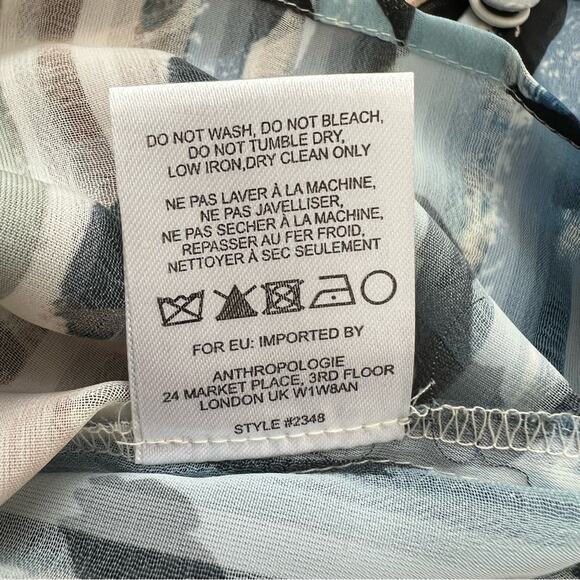 DO NOT WASH, DO NOT BLEACH,
DO NOT TUMBLE DRY,
LOW IRON,DRY CLEAN ONLY
NE PAS LAVER À LA MACHINE,
NE PAS JAVELLISER,
NE PAS SECHER À LA MACHINE,
REPASSER AU FER FROID,
NETTOYER À SEC SEULEMENT
FOR EU: IMPORTED BY
ANTHROPOLOGIE
24 MARKET PLACE, 3RD FLOOR
LONDON UK W1W8AN
STYLE #2348